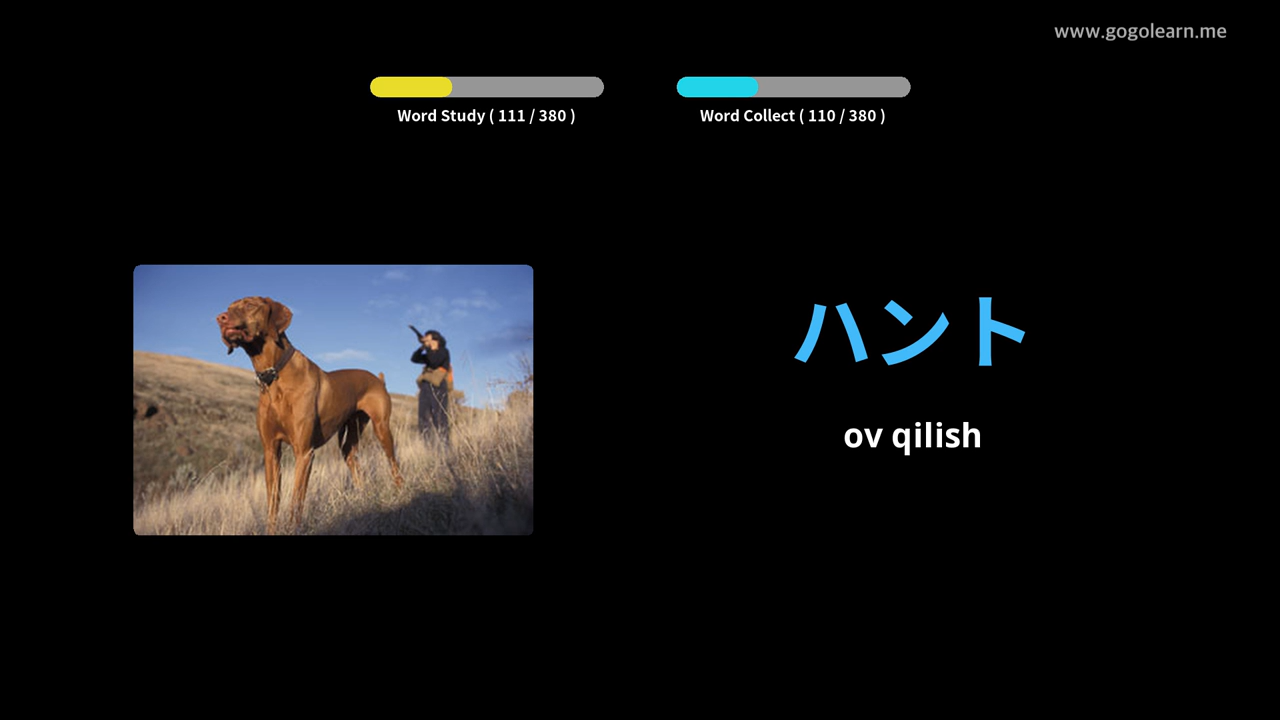 www.gogolearn.me
Word Study ( 111 / 380 )
Word Collect ( 110 / 380 )
ハント
ov qilish